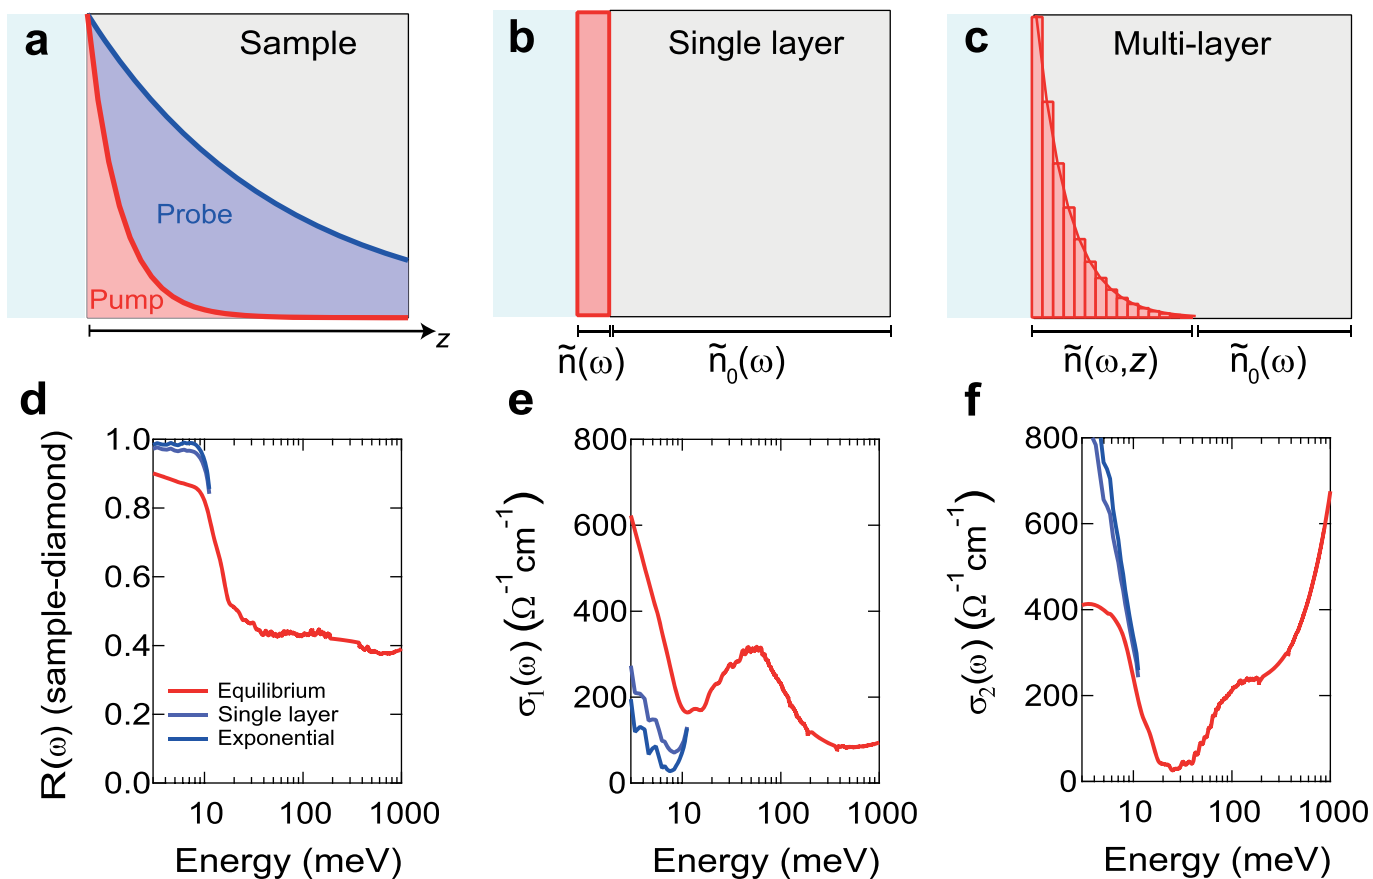 a
Sample
Probe
Pump
z
b
Single layer
ñ(ω)
ñ₀(ω)
c
Multi-layer
ñ(ω,z)
ñ₀(ω)
d
R(ω) (sample-diamond)
1.0
0.8
0.6
0.4
0.2
0.0
Equilibrium
Single layer
Exponential
10
100
1000
Energy (meV)
e
σ₁(ω) (Ω⁻¹cm⁻¹)
800
600
400
200
0
10
100
1000
Energy (meV)
f
σ₂(ω) (Ω⁻¹cm⁻¹)
800
600
400
200
0
10
100
1000
Energy (meV)